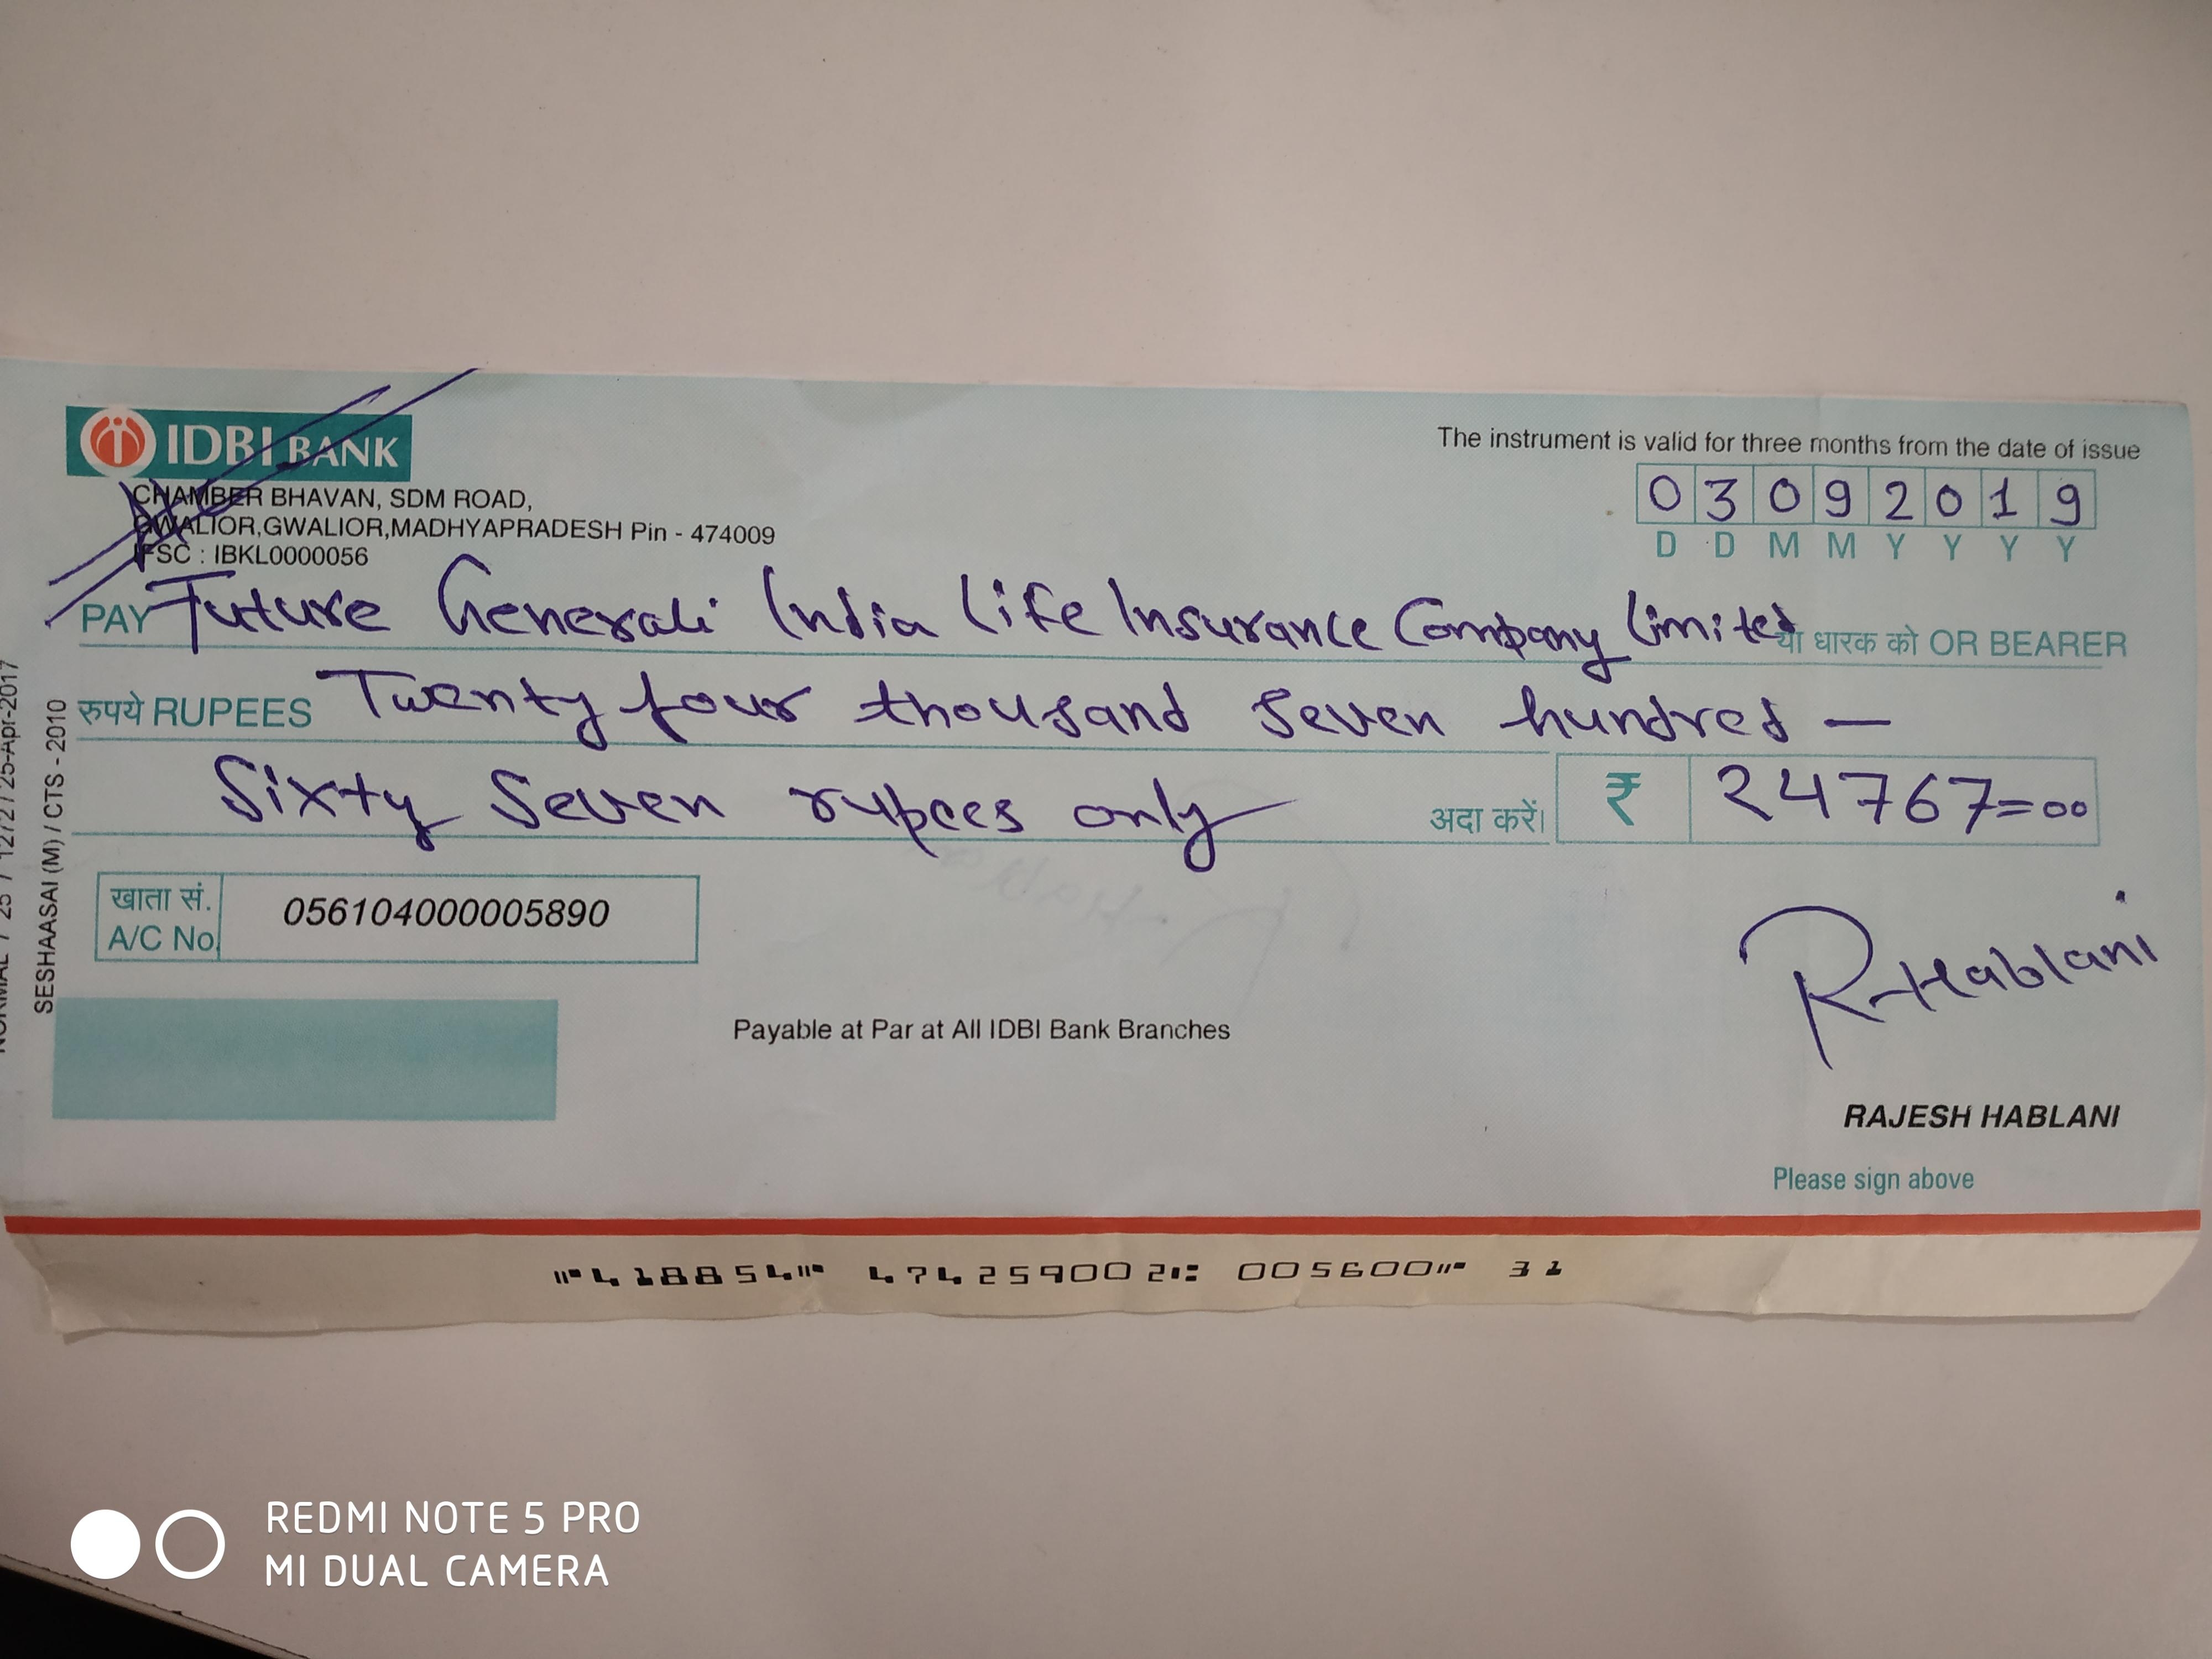 IDBI BANK
CHAMBER BHAVAN, SDM ROAD,
GWALIOR,GWALIOR,MADHYAPRADESH Pin - 474009
IFSC : IBKL0000056
The instrument is valid for three months from the date of issue
0 3 0 9 2 0 1 9
D D M M Y Y Y Y
PAY Future Generali India Life Insurance Company Limited या धारक को OR BEARER
रुपये RUPEES Twenty four thousand seven hundred —
Sixty Seven rupees only अदा करें। ₹ 24767=00
खाता सं.
A/C No. 056104000005890
R Hablani
Payable at Par at All IDBI Bank Branches
RAJESH HABLANI
Please sign above
⑈418854⑈ 474259002⑆ 005600⑈ 31
SESHAASAI (M) / CTS - 2010
25-Apr-2017
REDMI NOTE 5 PRO
MI DUAL CAMERA